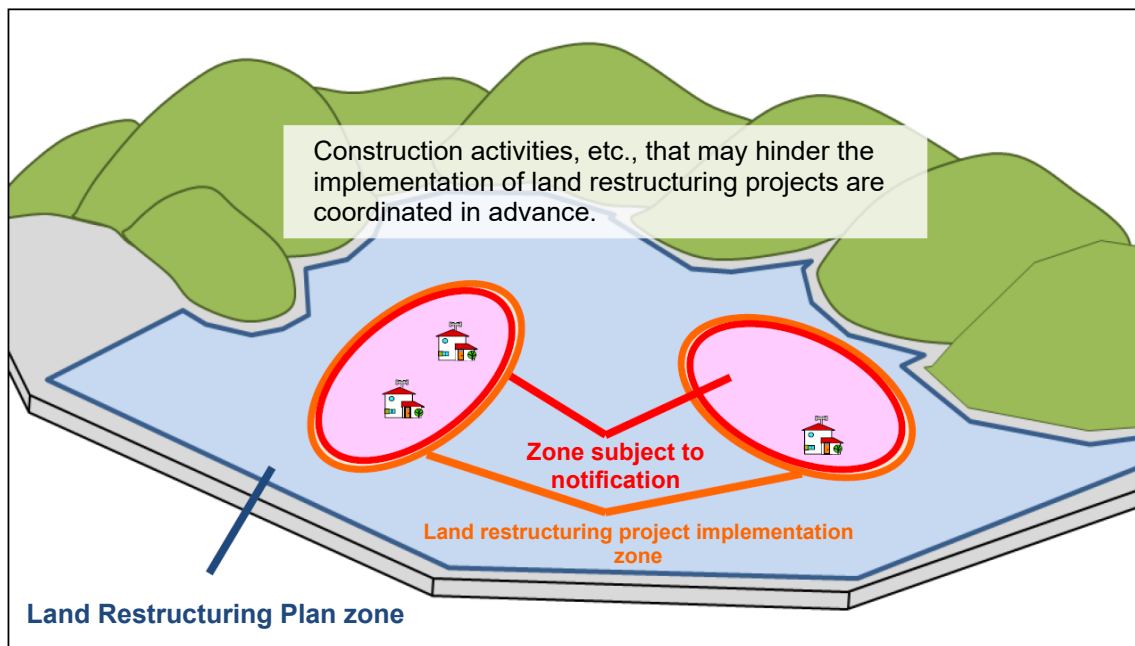 Construction activities, etc., that may hinder the
implementation of land restructuring projects are
coordinated in advance.
Zone subject to
notification
Land restructuring project implementation
zone
Land Restructuring Plan zone